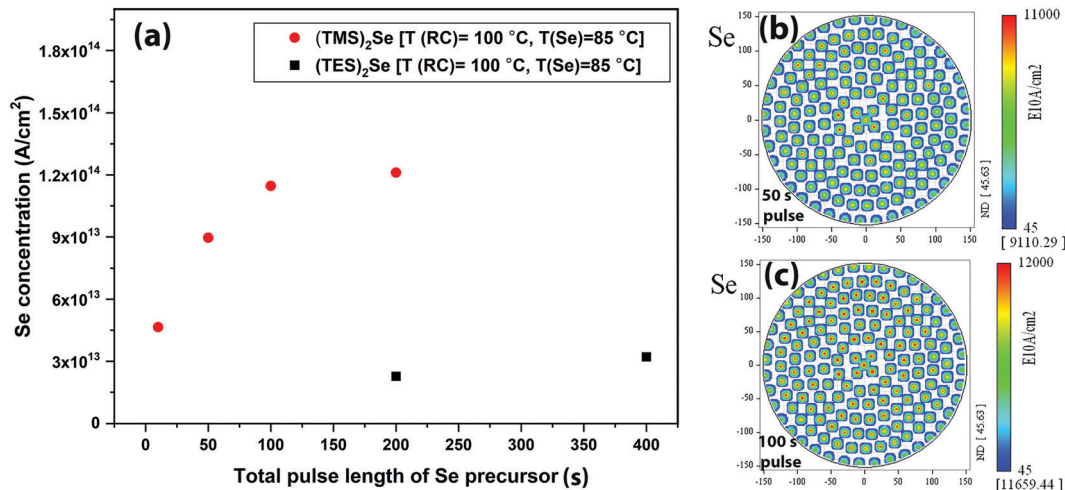 (a)
(TMS)₂Se [T (RC)= 100 °C, T(Se)=85 °C]
(TES)₂Se [T (RC)= 100 °C, T(Se)=85 °C]
Se concentration (A/cm²)
1.8x10¹⁴
1.5x10¹⁴
1.2x10¹⁴
9x10¹³
6x10¹³
3x10¹³
0
0 50 100 150 200 250 300 350 400
Total pulse length of Se precursor (s)
Se
(b)
150
100
50
0
-50
-100
-150
50 s
pulse
-150 -100 -50 0 50 100 150
ND [ 45.63 ]
11000
E10A/cm2
45
[ 9110.29 ]
Se
(c)
150
100
50
0
-50
-100
-150
100 s
pulse
-150 -100 -50 0 50 100 150
ND [ 45.63 ]
12000
E10A/cm2
45
[11659.44 ]